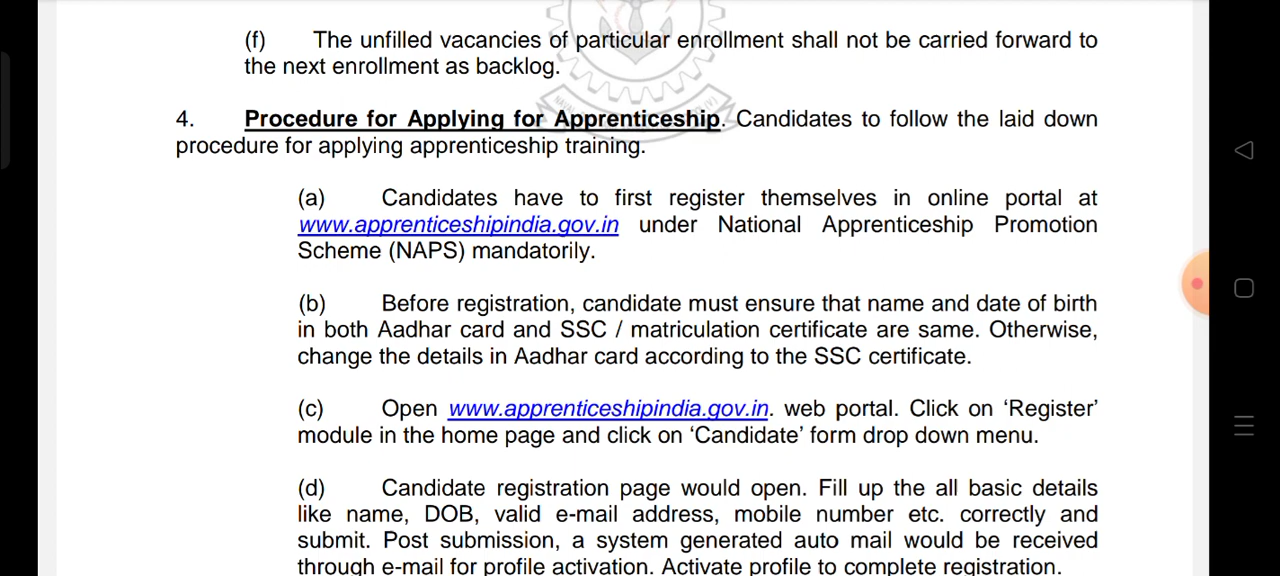 (f) The unfilled vacancies of particular enrollment shall not be carried forward to
the next enrollment as backlog.
4. Procedure for Applying for Apprenticeship. Candidates to follow the laid down
procedure for applying apprenticeship training.
(a) Candidates have to first register themselves in online portal at
www.apprenticeshipindia.gov.in under National Apprenticeship Promotion
Scheme (NAPS) mandatorily.
(b) Before registration, candidate must ensure that name and date of birth
in both Aadhar card and SSC / matriculation certificate are same. Otherwise,
change the details in Aadhar card according to the SSC certificate.
(c) Open www.apprenticeshipindia.gov.in. web portal. Click on ‘Register’
module in the home page and click on ‘Candidate’ form drop down menu.
(d) Candidate registration page would open. Fill up the all basic details
like name, DOB, valid e-mail address, mobile number etc. correctly and
submit. Post submission, a system generated auto mail would be received
through e-mail for profile activation. Activate profile to complete registration.